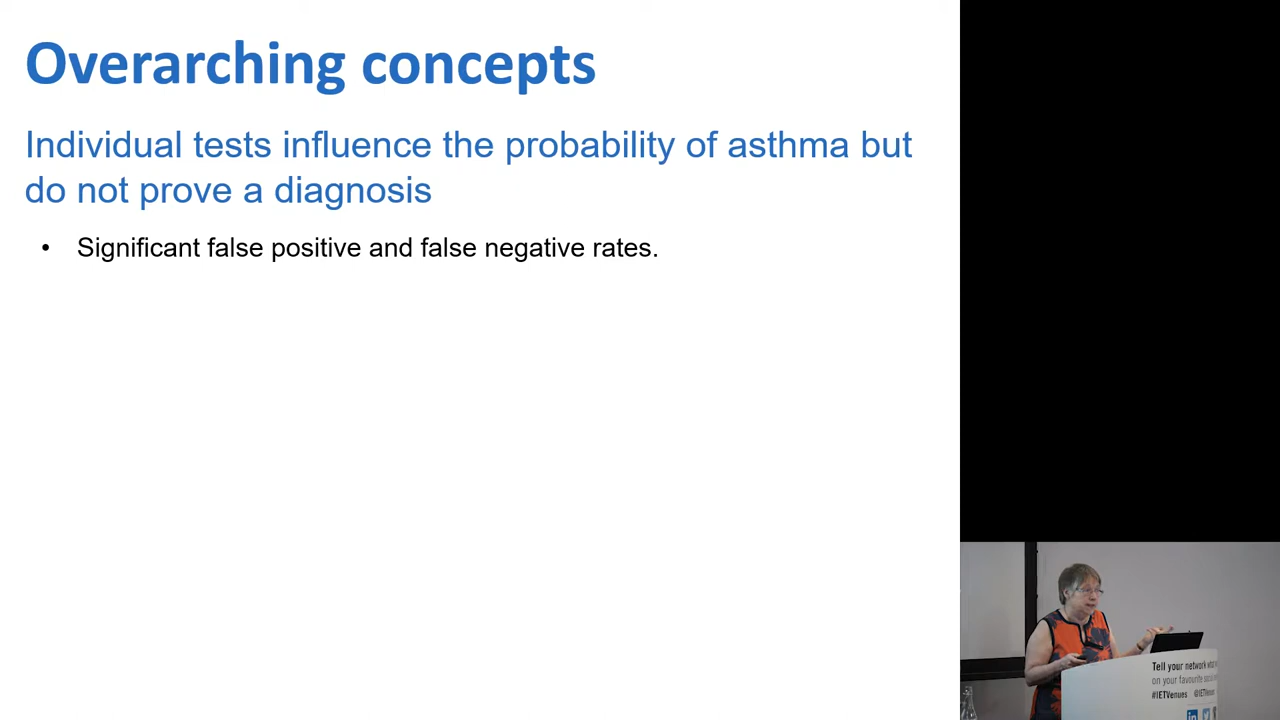 Overarching concepts
Individual tests influence the probability of asthma but
do not prove a diagnosis
• Significant false positive and false negative rates.
Tell your network
on your favourite
#IETVenues @IETVenues